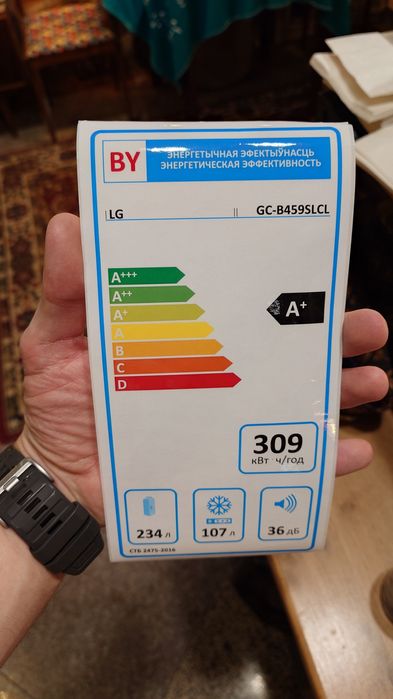 BY
ЭНЕРГЕТЫЧНАЯ ЭФЕКТЫЎНАСЦЬ
ЭНЕРГЕТИЧЕСКАЯ ЭФФЕКТИВНОСТЬ
LG GC-B459SLCL
A+++
A++
A+
A+
A
B
C
D
309
кВт ч/год
234 л
107 л
36 дБ
СТБ 2475-2016